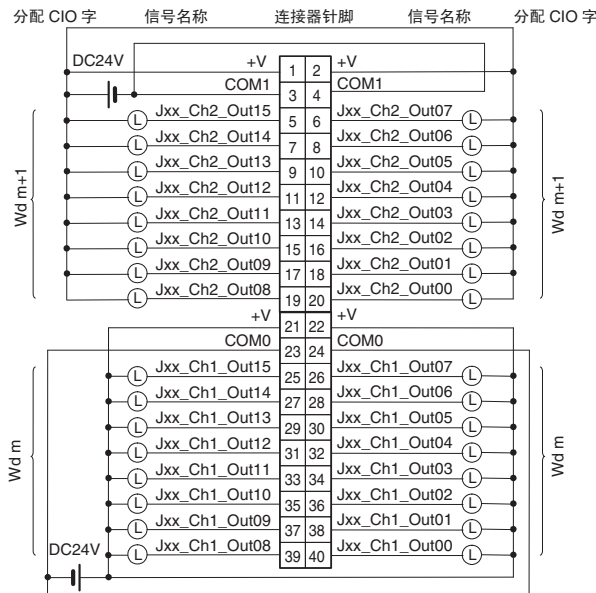 分配 CIO 字 信号名称 连接器针脚 信号名称 分配 CIO 字
DC24V +V 1 2 +V
COM1 3 4 COM1
L Jxx_Ch2_Out15 5 6 Jxx_Ch2_Out07 L
L Jxx_Ch2_Out14 7 8 Jxx_Ch2_Out06 L
L Jxx_Ch2_Out13 9 10 Jxx_Ch2_Out05 L
L Jxx_Ch2_Out12 11 12 Jxx_Ch2_Out04 L
L Jxx_Ch2_Out11 13 14 Jxx_Ch2_Out03 L
L Jxx_Ch2_Out10 15 16 Jxx_Ch2_Out02 L
L Jxx_Ch2_Out09 17 18 Jxx_Ch2_Out01 L
L Jxx_Ch2_Out08 19 20 Jxx_Ch2_Out00 L
Wd m+1
Wd m+1
+V 21 22 +V
COM0 23 24 COM0
L Jxx_Ch1_Out15 25 26 Jxx_Ch1_Out07 L
L Jxx_Ch1_Out14 27 28 Jxx_Ch1_Out06 L
L Jxx_Ch1_Out13 29 30 Jxx_Ch1_Out05 L
L Jxx_Ch1_Out12 31 32 Jxx_Ch1_Out04 L
L Jxx_Ch1_Out11 33 34 Jxx_Ch1_Out03 L
L Jxx_Ch1_Out10 35 36 Jxx_Ch1_Out02 L
L Jxx_Ch1_Out09 37 38 Jxx_Ch1_Out01 L
DC24V L Jxx_Ch1_Out08 39 40 Jxx_Ch1_Out00 L
Wd m
Wd m